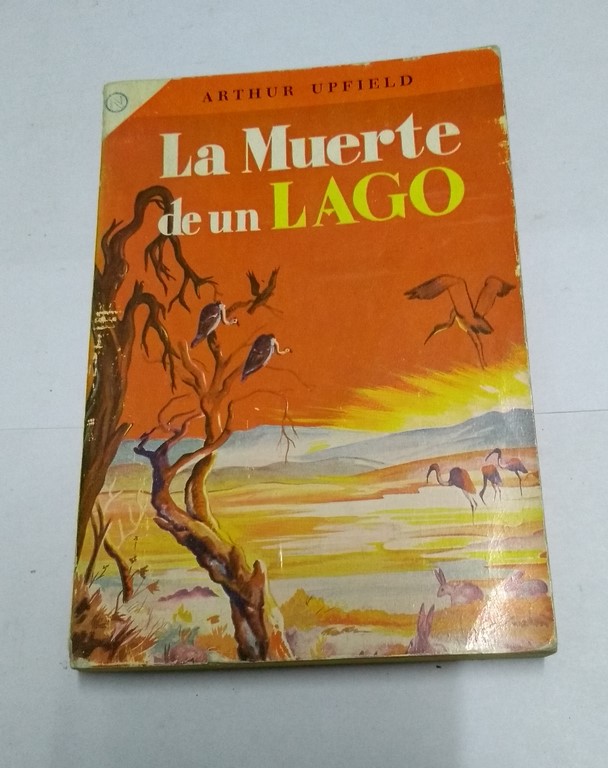 ARTHUR UPFIELD
La Muerte
de un LAGO